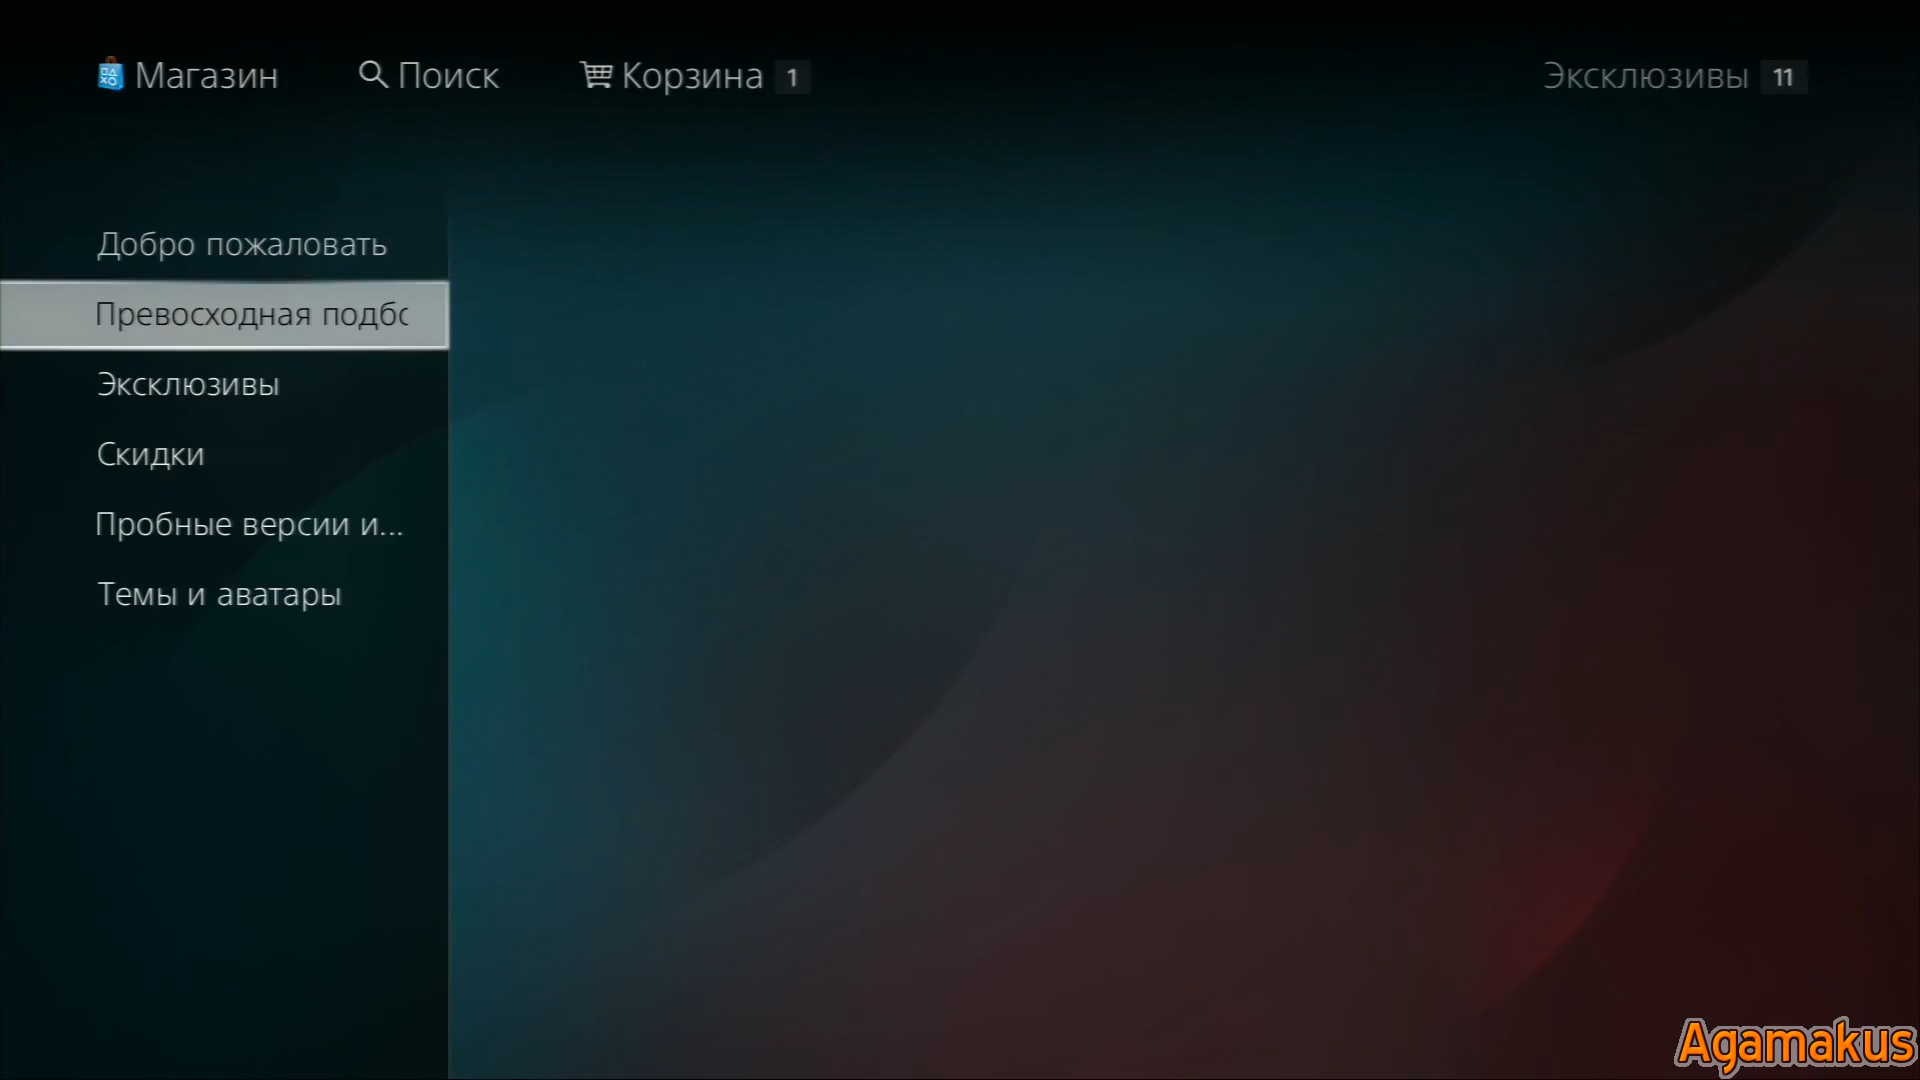 Магазин Поиск Корзина 1 Эксклюзивы 11
Добро пожаловать
Превосходная подбо
Эксклюзивы
Скидки
Пробные версии и...
Темы и аватары
Agamakus